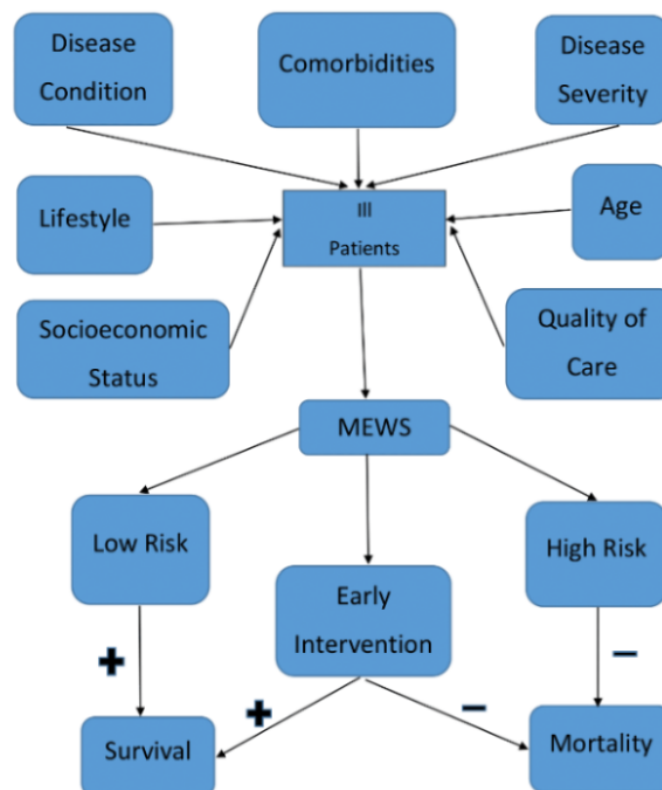 Disease
Condition
Comorbidities
Disease
Severity
Lifestyle
Ill
Patients
Age
Socioeconomic
Status
Quality of
Care
MEWS
Low Risk
Early
Intervention
High Risk
+
+
−
−
Survival
Mortality